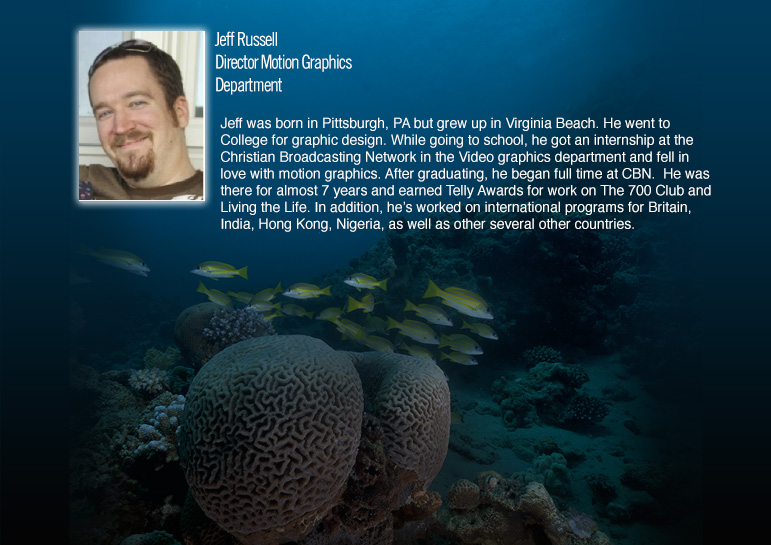 Jeff Russell
Director Motion Graphics
Department
Jeff was born in Pittsburgh, PA but grew up in Virginia Beach. He went to
College for graphic design. While going to school, he got an internship at the
Christian Broadcasting Network in the Video graphics department and fell in
love with motion graphics. After graduating, he began full time at CBN.  He was
there for almost 7 years and earned Telly Awards for work on The 700 Club and
Living the Life. In addition, he's worked on international programs for Britain,
India, Hong Kong, Nigeria, as well as other several other countries.